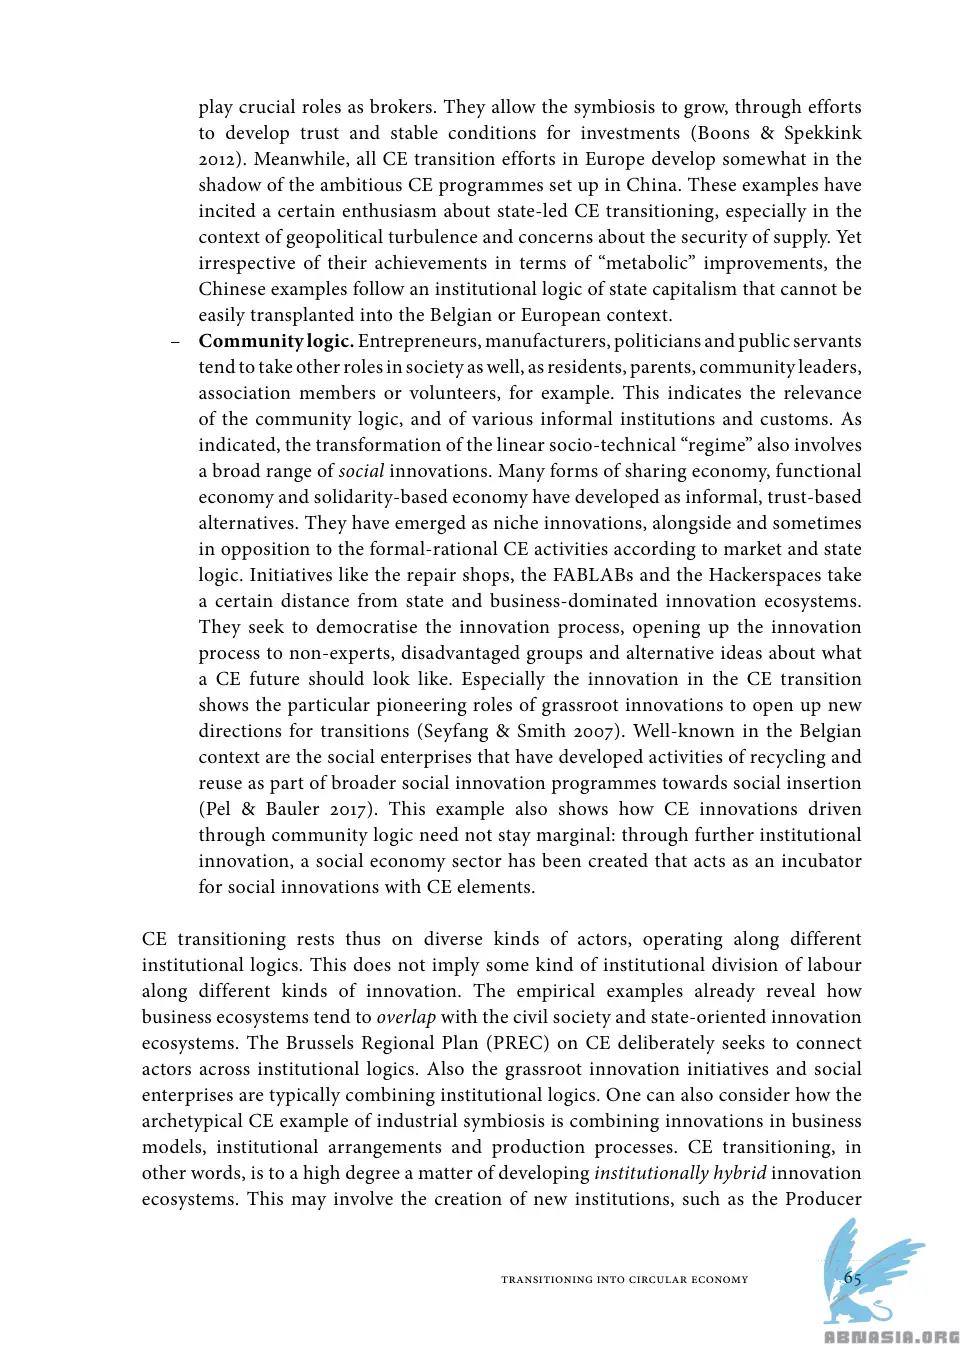 play crucial roles as brokers. They allow the symbiosis to grow, through efforts
to develop trust and stable conditions for investments (Boons & Spekkink
2012). Meanwhile, all CE transition efforts in Europe develop somewhat in the
shadow of the ambitious CE programmes set up in China. These examples have
incited a certain enthusiasm about state-led CE transitioning, especially in the
context of geopolitical turbulence and concerns about the security of supply. Yet
irrespective of their achievements in terms of “metabolic” improvements, the
Chinese examples follow an institutional logic of state capitalism that cannot be
easily transplanted into the Belgian or European context.
– Community logic. Entrepreneurs, manufacturers, politicians and public servants
tend to take other roles in society as well, as residents, parents, community leaders,
association members or volunteers, for example. This indicates the relevance
of the community logic, and of various informal institutions and customs. As
indicated, the transformation of the linear socio-technical “regime” also involves
a broad range of social innovations. Many forms of sharing economy, functional
economy and solidarity-based economy have developed as informal, trust-based
alternatives. They have emerged as niche innovations, alongside and sometimes
in opposition to the formal-rational CE activities according to market and state
logic. Initiatives like the repair shops, the FABLABs and the Hackerspaces take
a certain distance from state and business-dominated innovation ecosystems.
They seek to democratise the innovation process, opening up the innovation
process to non-experts, disadvantaged groups and alternative ideas about what
a CE future should look like. Especially the innovation in the CE transition
shows the particular pioneering roles of grassroot innovations to open up new
directions for transitions (Seyfang & Smith 2007). Well-known in the Belgian
context are the social enterprises that have developed activities of recycling and
reuse as part of broader social innovation programmes towards social insertion
(Pel & Bauler 2017). This example also shows how CE innovations driven
through community logic need not stay marginal: through further institutional
innovation, a social economy sector has been created that acts as an incubator
for social innovations with CE elements.
CE transitioning rests thus on diverse kinds of actors, operating along different
institutional logics. This does not imply some kind of institutional division of labour
along different kinds of innovation. The empirical examples already reveal how
business ecosystems tend to overlap with the civil society and state-oriented innovation
ecosystems. The Brussels Regional Plan (PREC) on CE deliberately seeks to connect
actors across institutional logics. Also the grassroot innovation initiatives and social
enterprises are typically combining institutional logics. One can also consider how the
archetypical CE example of industrial symbiosis is combining innovations in business
models, institutional arrangements and production processes. CE transitioning, in
other words, is to a high degree a matter of developing institutionally hybrid innovation
ecosystems. This may involve the creation of new institutions, such as the Producer
TRANSITIONING INTO CIRCULAR ECONOMY 65
ABNASIA.ORG